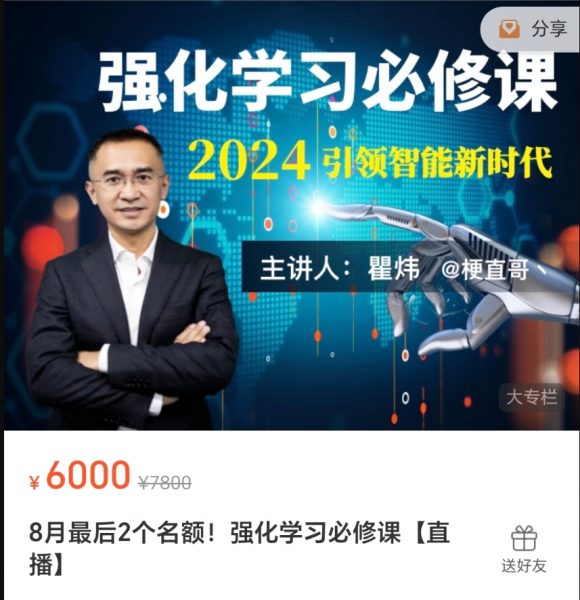 分享
强化学习必修课
2024 引领智能新时代
主讲人：瞿炜 @梗直哥丶
大专栏
¥ 6000 ¥7800
8月最后2个名额！强化学习必修课【直
播】
送好友